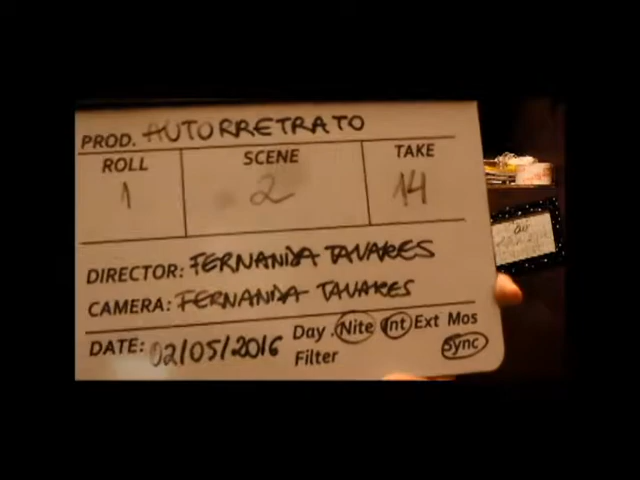 PROD. AUTORRETRATO
ROLL SCENE TAKE
1 2 14
DIRECTOR: FERNANDA TAVARES
CAMERA: FERNANDA TAVARES
DATE: 02/05/2016 Day . Nite Int Ext Mos
Filter Sync